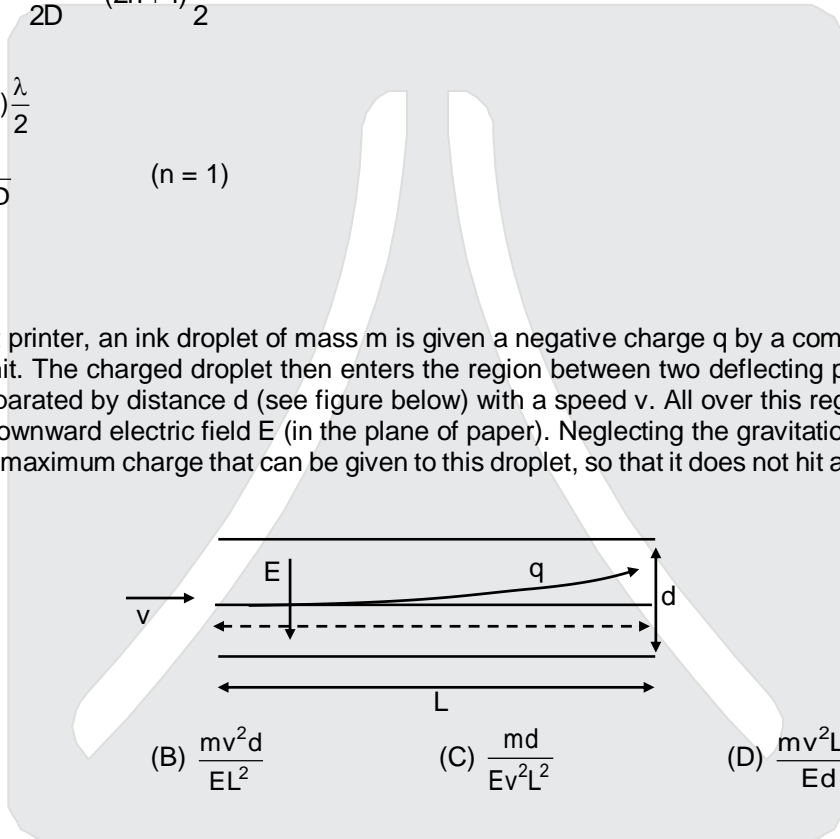 2D 2
) λ/2
(n = 1)
printer, an ink droplet of mass m is given a negative charge q by a com
it. The charged droplet then enters the region between two deflecting
parated by distance d (see figure below) with a speed v. All over this reg
ownward electric field E (in the plane of paper). Neglecting the gravitatio
maximum charge that can be given to this droplet, so that it does not hit a
E q
v d
L
(B) mv²d/EL² (C) md/Ev²L² (D) mv²L/Ed